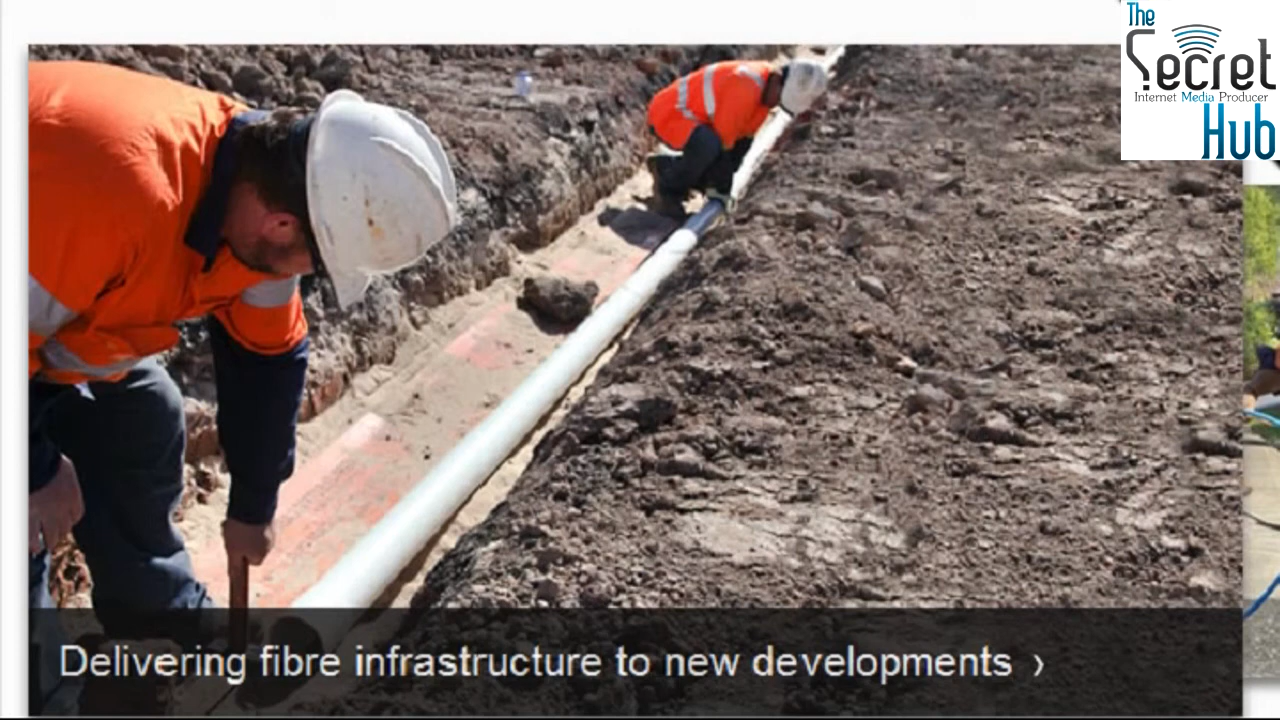 The
Secret
Internet Media Producer
Hub
Delivering fibre infrastructure to new developments ›